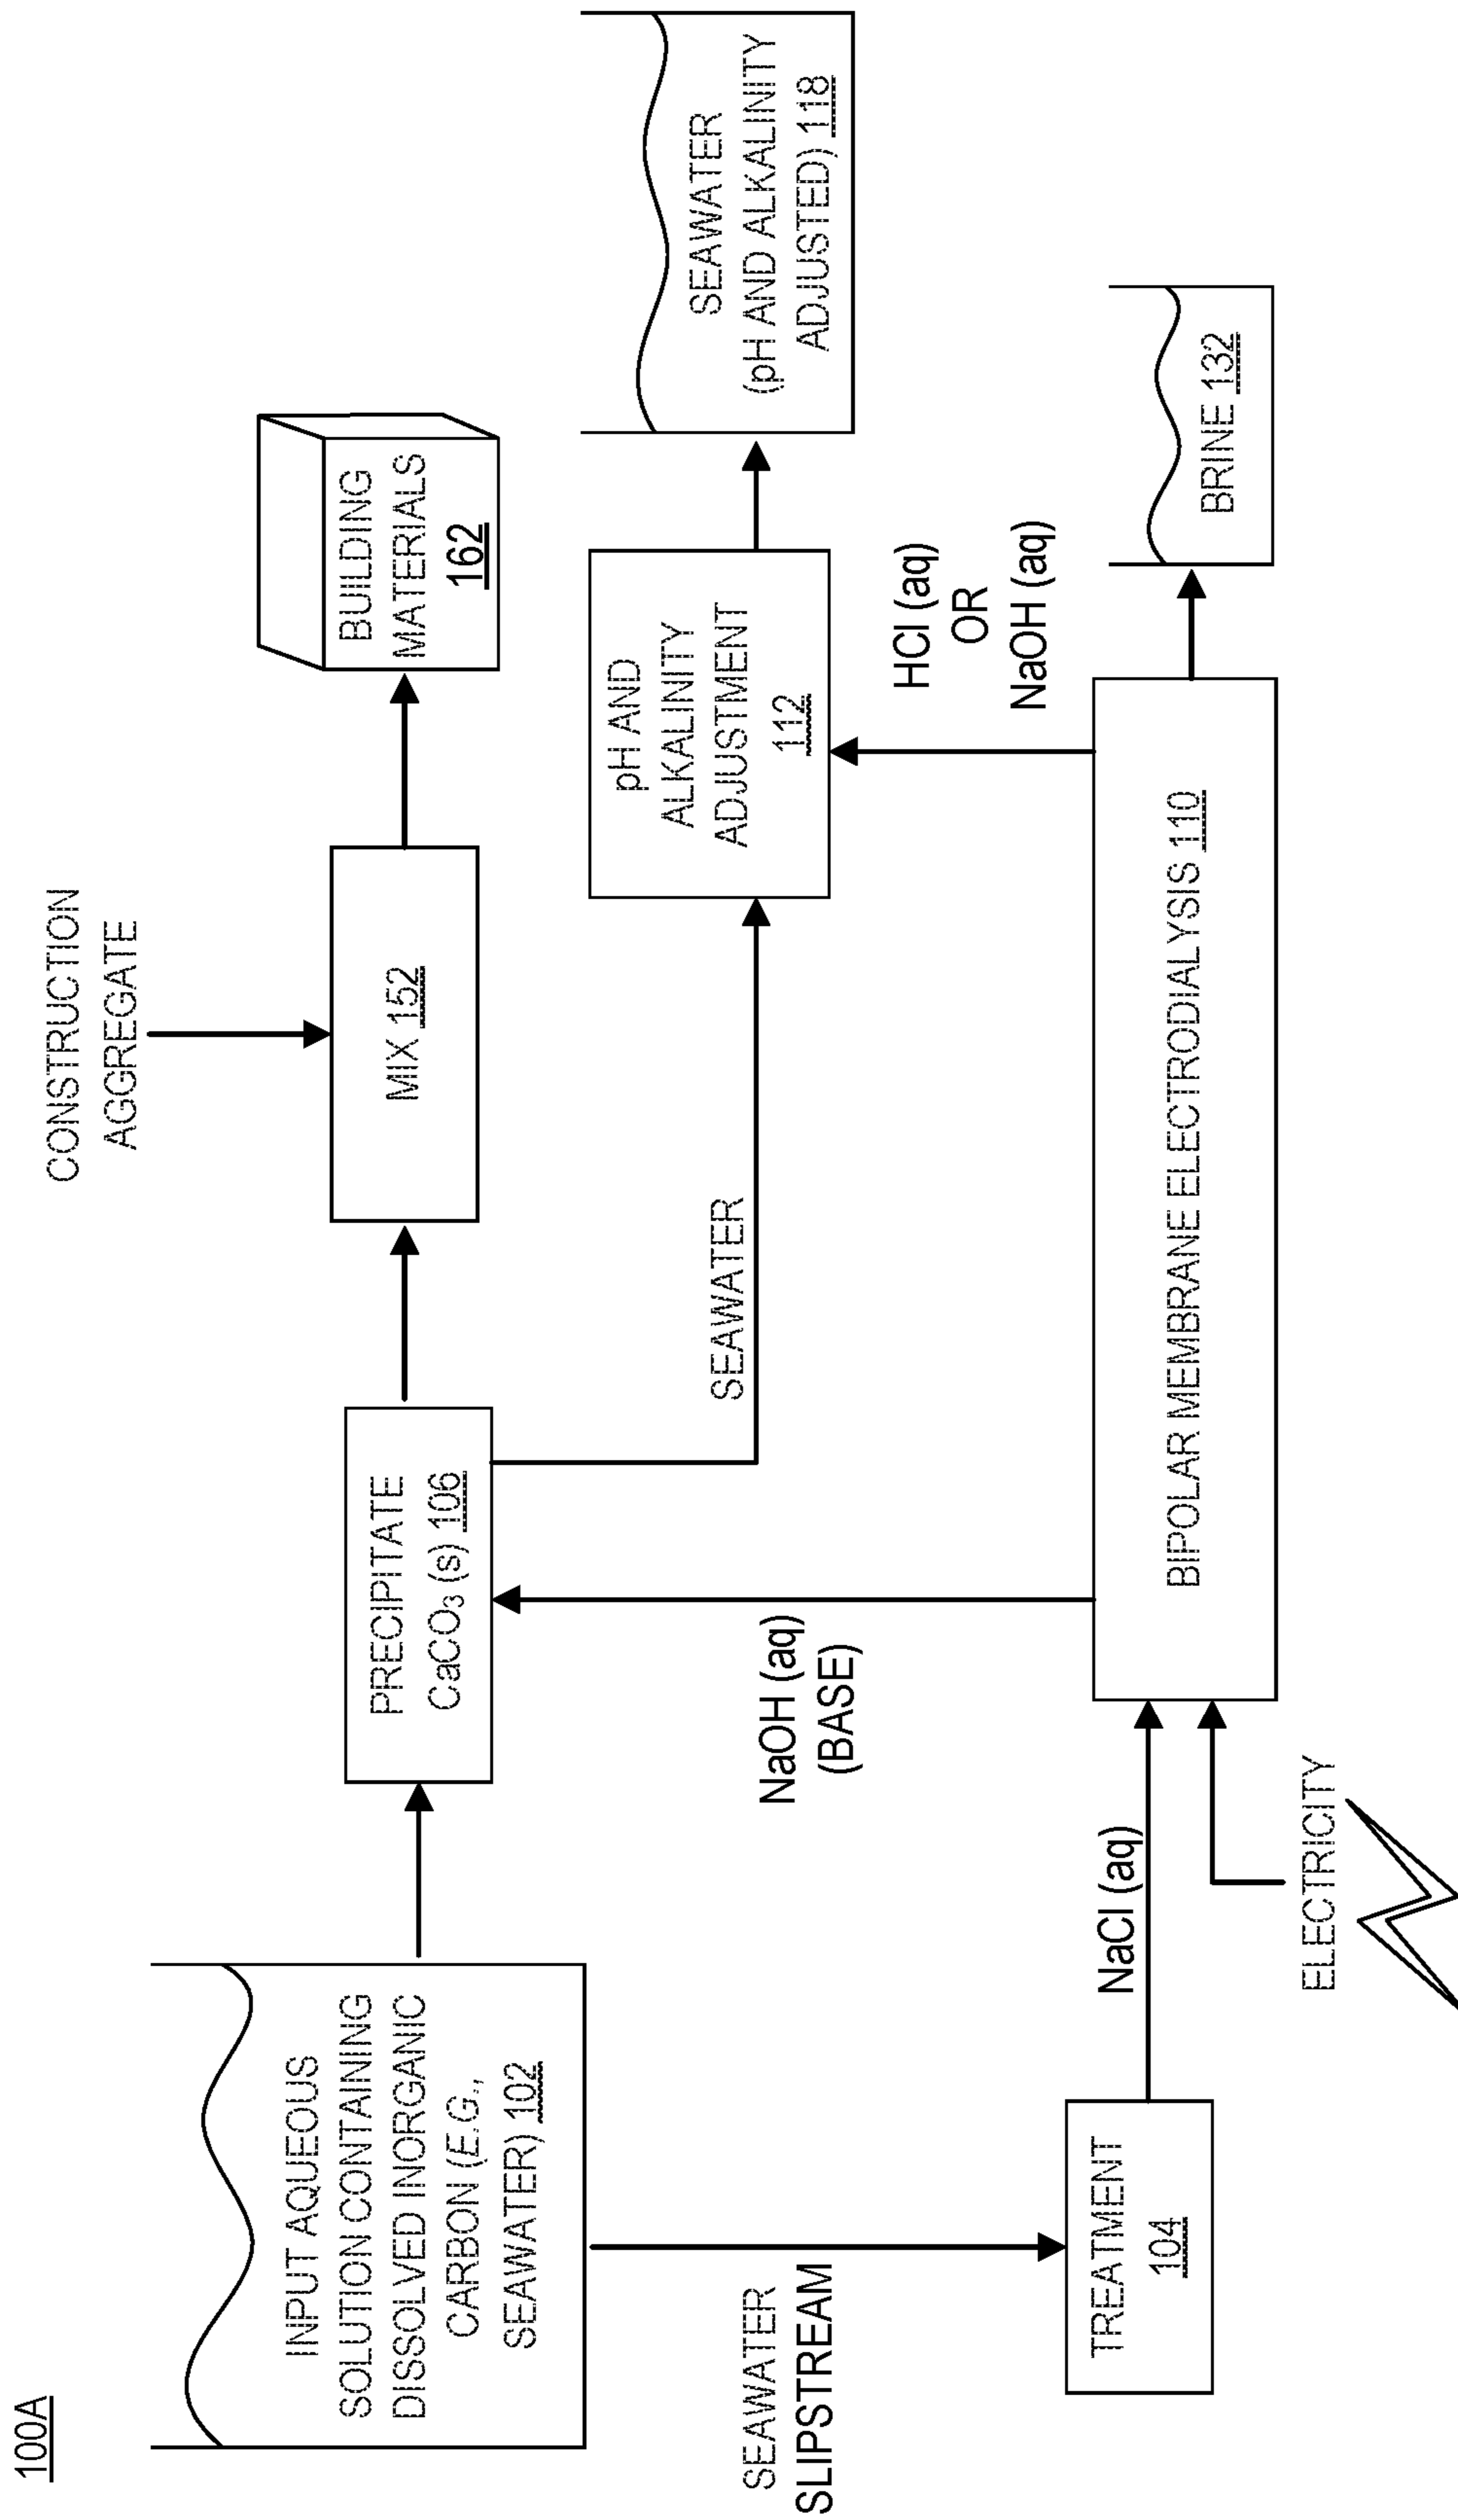 100A
INPUT AQUEOUS
SOLUTION CONTAINING
DISSOLVED INORGANIC
CARBON (E.G.,
SEAWATER) 102
SEAWATER
SLIPSTREAM
TREATMENT
104
NaCl (aq)
ELECTRICITY
PRECIPITATE
CaCO₃ (s) 106
NaOH (aq)
(BASE)
SEAWATER
CONSTRUCTION
AGGREGATE
MIX 152
BUILDING
MATERIALS
162
pH AND
ALKALINITY
ADJUSTMENT
112
HCl (aq)
OR
NaOH (aq)
BIPOLAR MEMBRANE ELECTRODIALYSIS 110
SEAWATER
(pH AND ALKALINITY
ADJUSTED) 118
BRINE 132